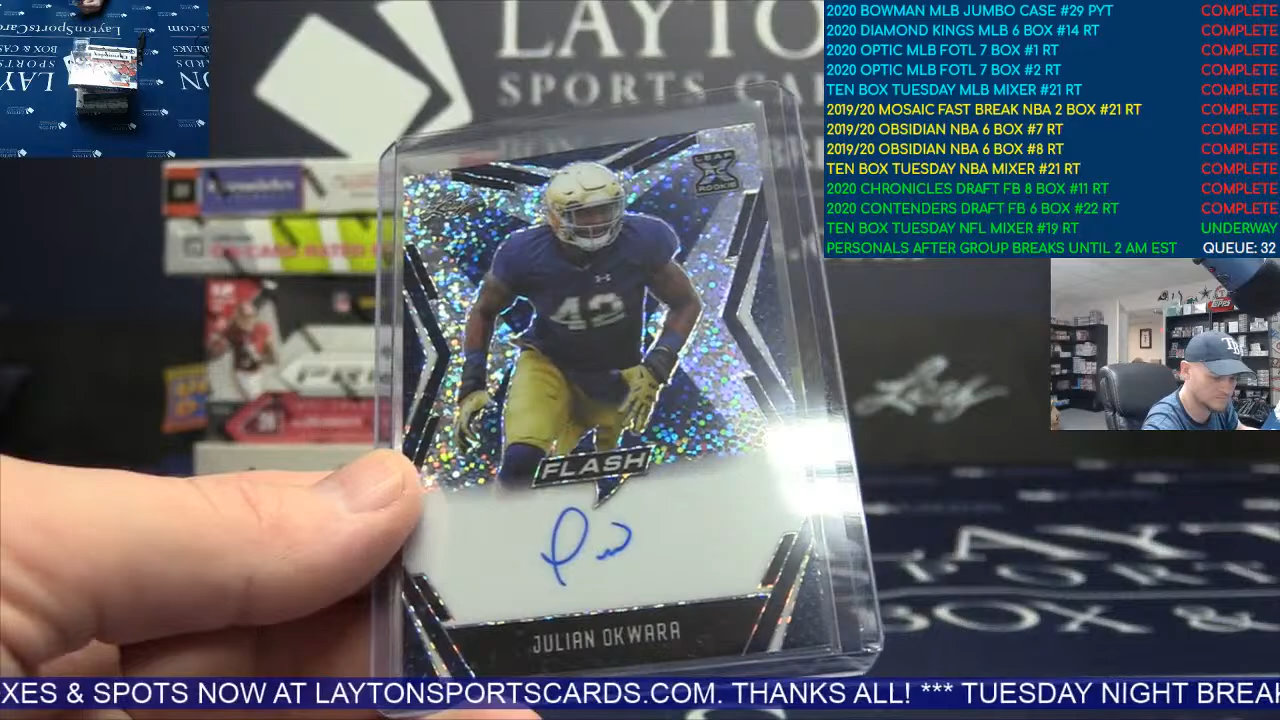 LAYTO
SPORTS CARD
2020 BOWMAN MLB JUMBO CASE #29 PYT COMPLETE
2020 DIAMOND KINGS MLB 6 BOX #14 RT COMPLETE
2020 OPTIC MLB FOTL 7 BOX #1 RT COMPLETE
2020 OPTIC MLB FOTL 7 BOX #2 RT COMPLETE
TEN BOX TUESDAY MLB MIXER #21 RT COMPLETE
2019/20 MOSAIC FAST BREAK NBA 2 BOX #21 RT COMPLETE
2019/20 OBSIDIAN NBA 6 BOX #7 RT COMPLETE
2019/20 OBSIDIAN NBA 6 BOX #8 RT COMPLETE
TEN BOX TUESDAY NBA MIXER #21 RT COMPLETE
2020 CHRONICLES DRAFT FB 8 BOX #11 RT COMPLETE
2020 CONTENDERS DRAFT FB 6 BOX #22 RT COMPLETE
TEN BOX TUESDAY NFL MIXER #19 RT UNDERWAY
PERSONALS AFTER GROUP BREAKS UNTIL 2 AM EST QUEUE: 32
LEAF
ROOKIE
Leaf
42
FLASH
JULIAN OKWARA
Leaf
LAYT
PORT
BOX &
XES & SPOTS NOW AT LAYTONSPORTSCARDS.COM. THANKS ALL! *** TUESDAY NIGHT BREAK